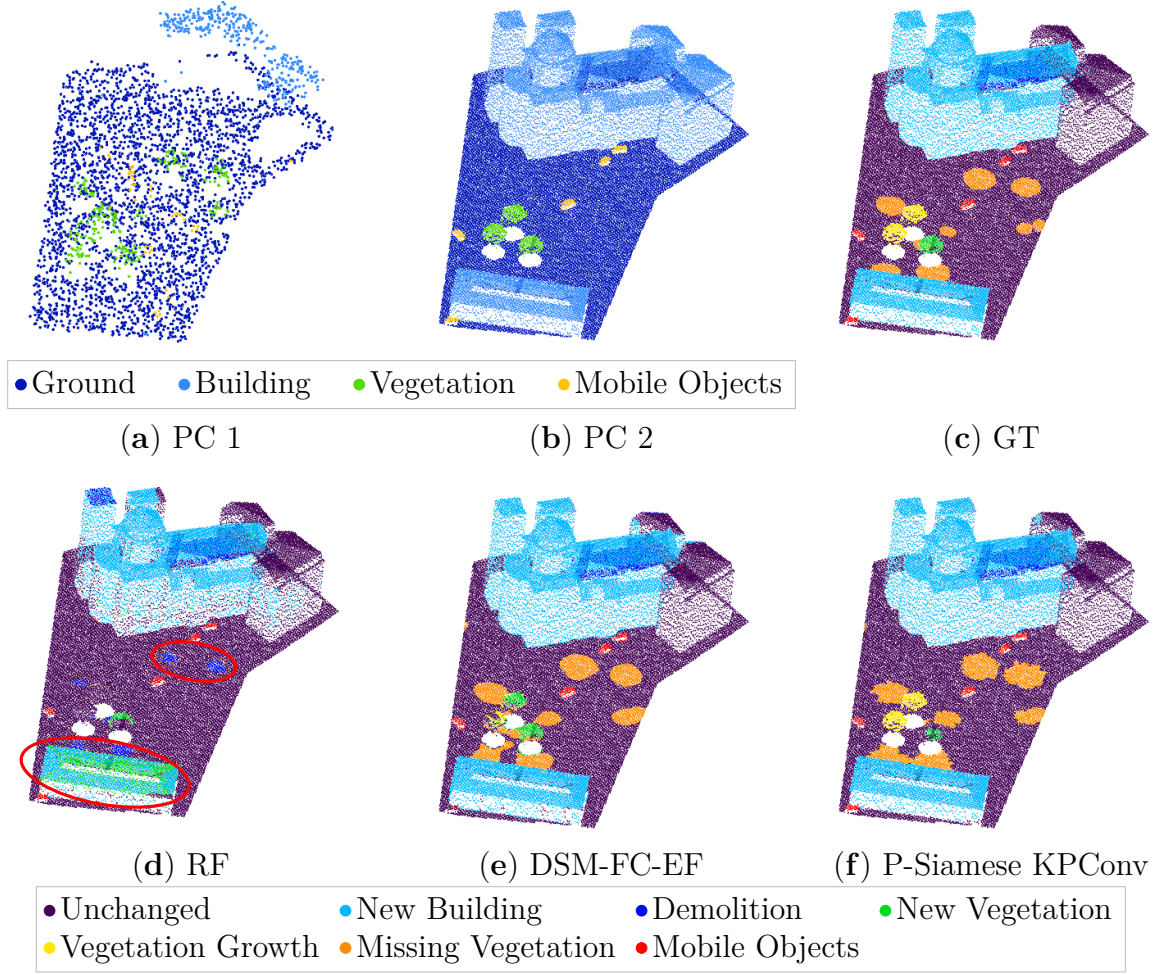 Ground Building Vegetation Mobile Objects
(a) PC 1 (b) PC 2 (c) GT
(d) RF (e) DSM-FC-EF (f) P-Siamese KPConv
Unchanged New Building Demolition New Vegetation
Vegetation Growth Missing Vegetation Mobile Objects